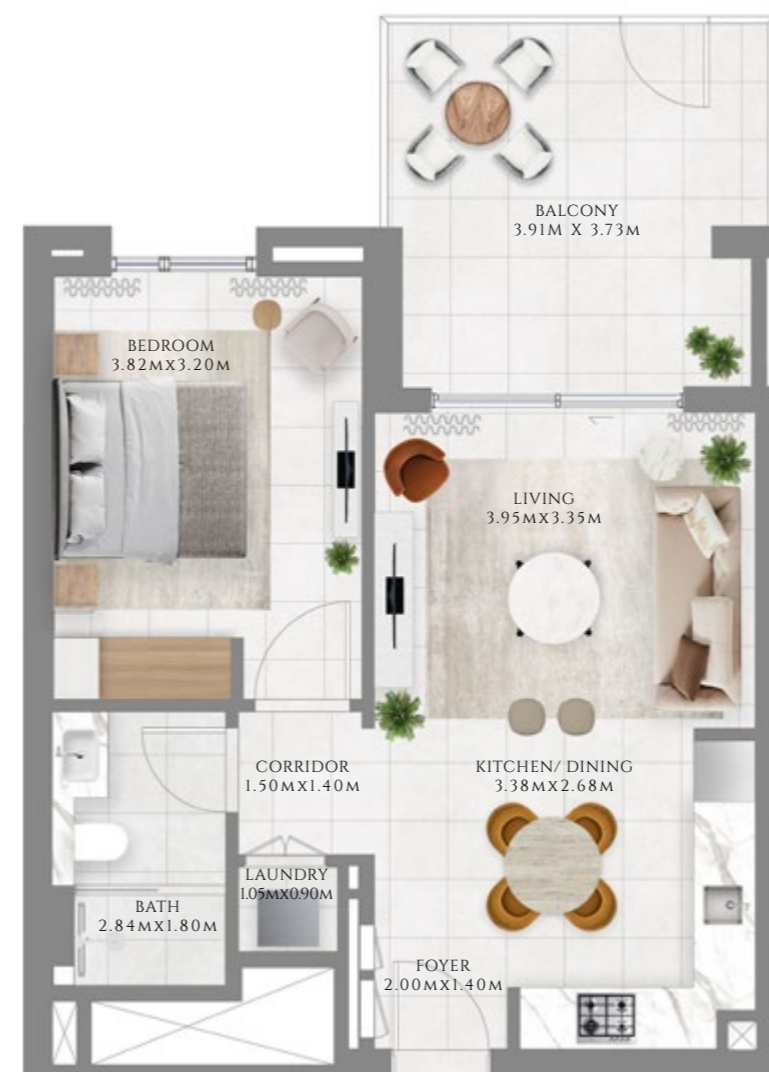 BALCONY
3.91M X 3.73M
BEDROOM
3.82MX3.20M
LIVING
3.95MX3.35M
CORRIDOR
1.50MX1.40M
KITCHEN/ DINING
3.38MX2.68M
LAUNDRY
1.05MX0.90M
BATH
2.84MX1.80M
FOYER
2.00MX1.40M